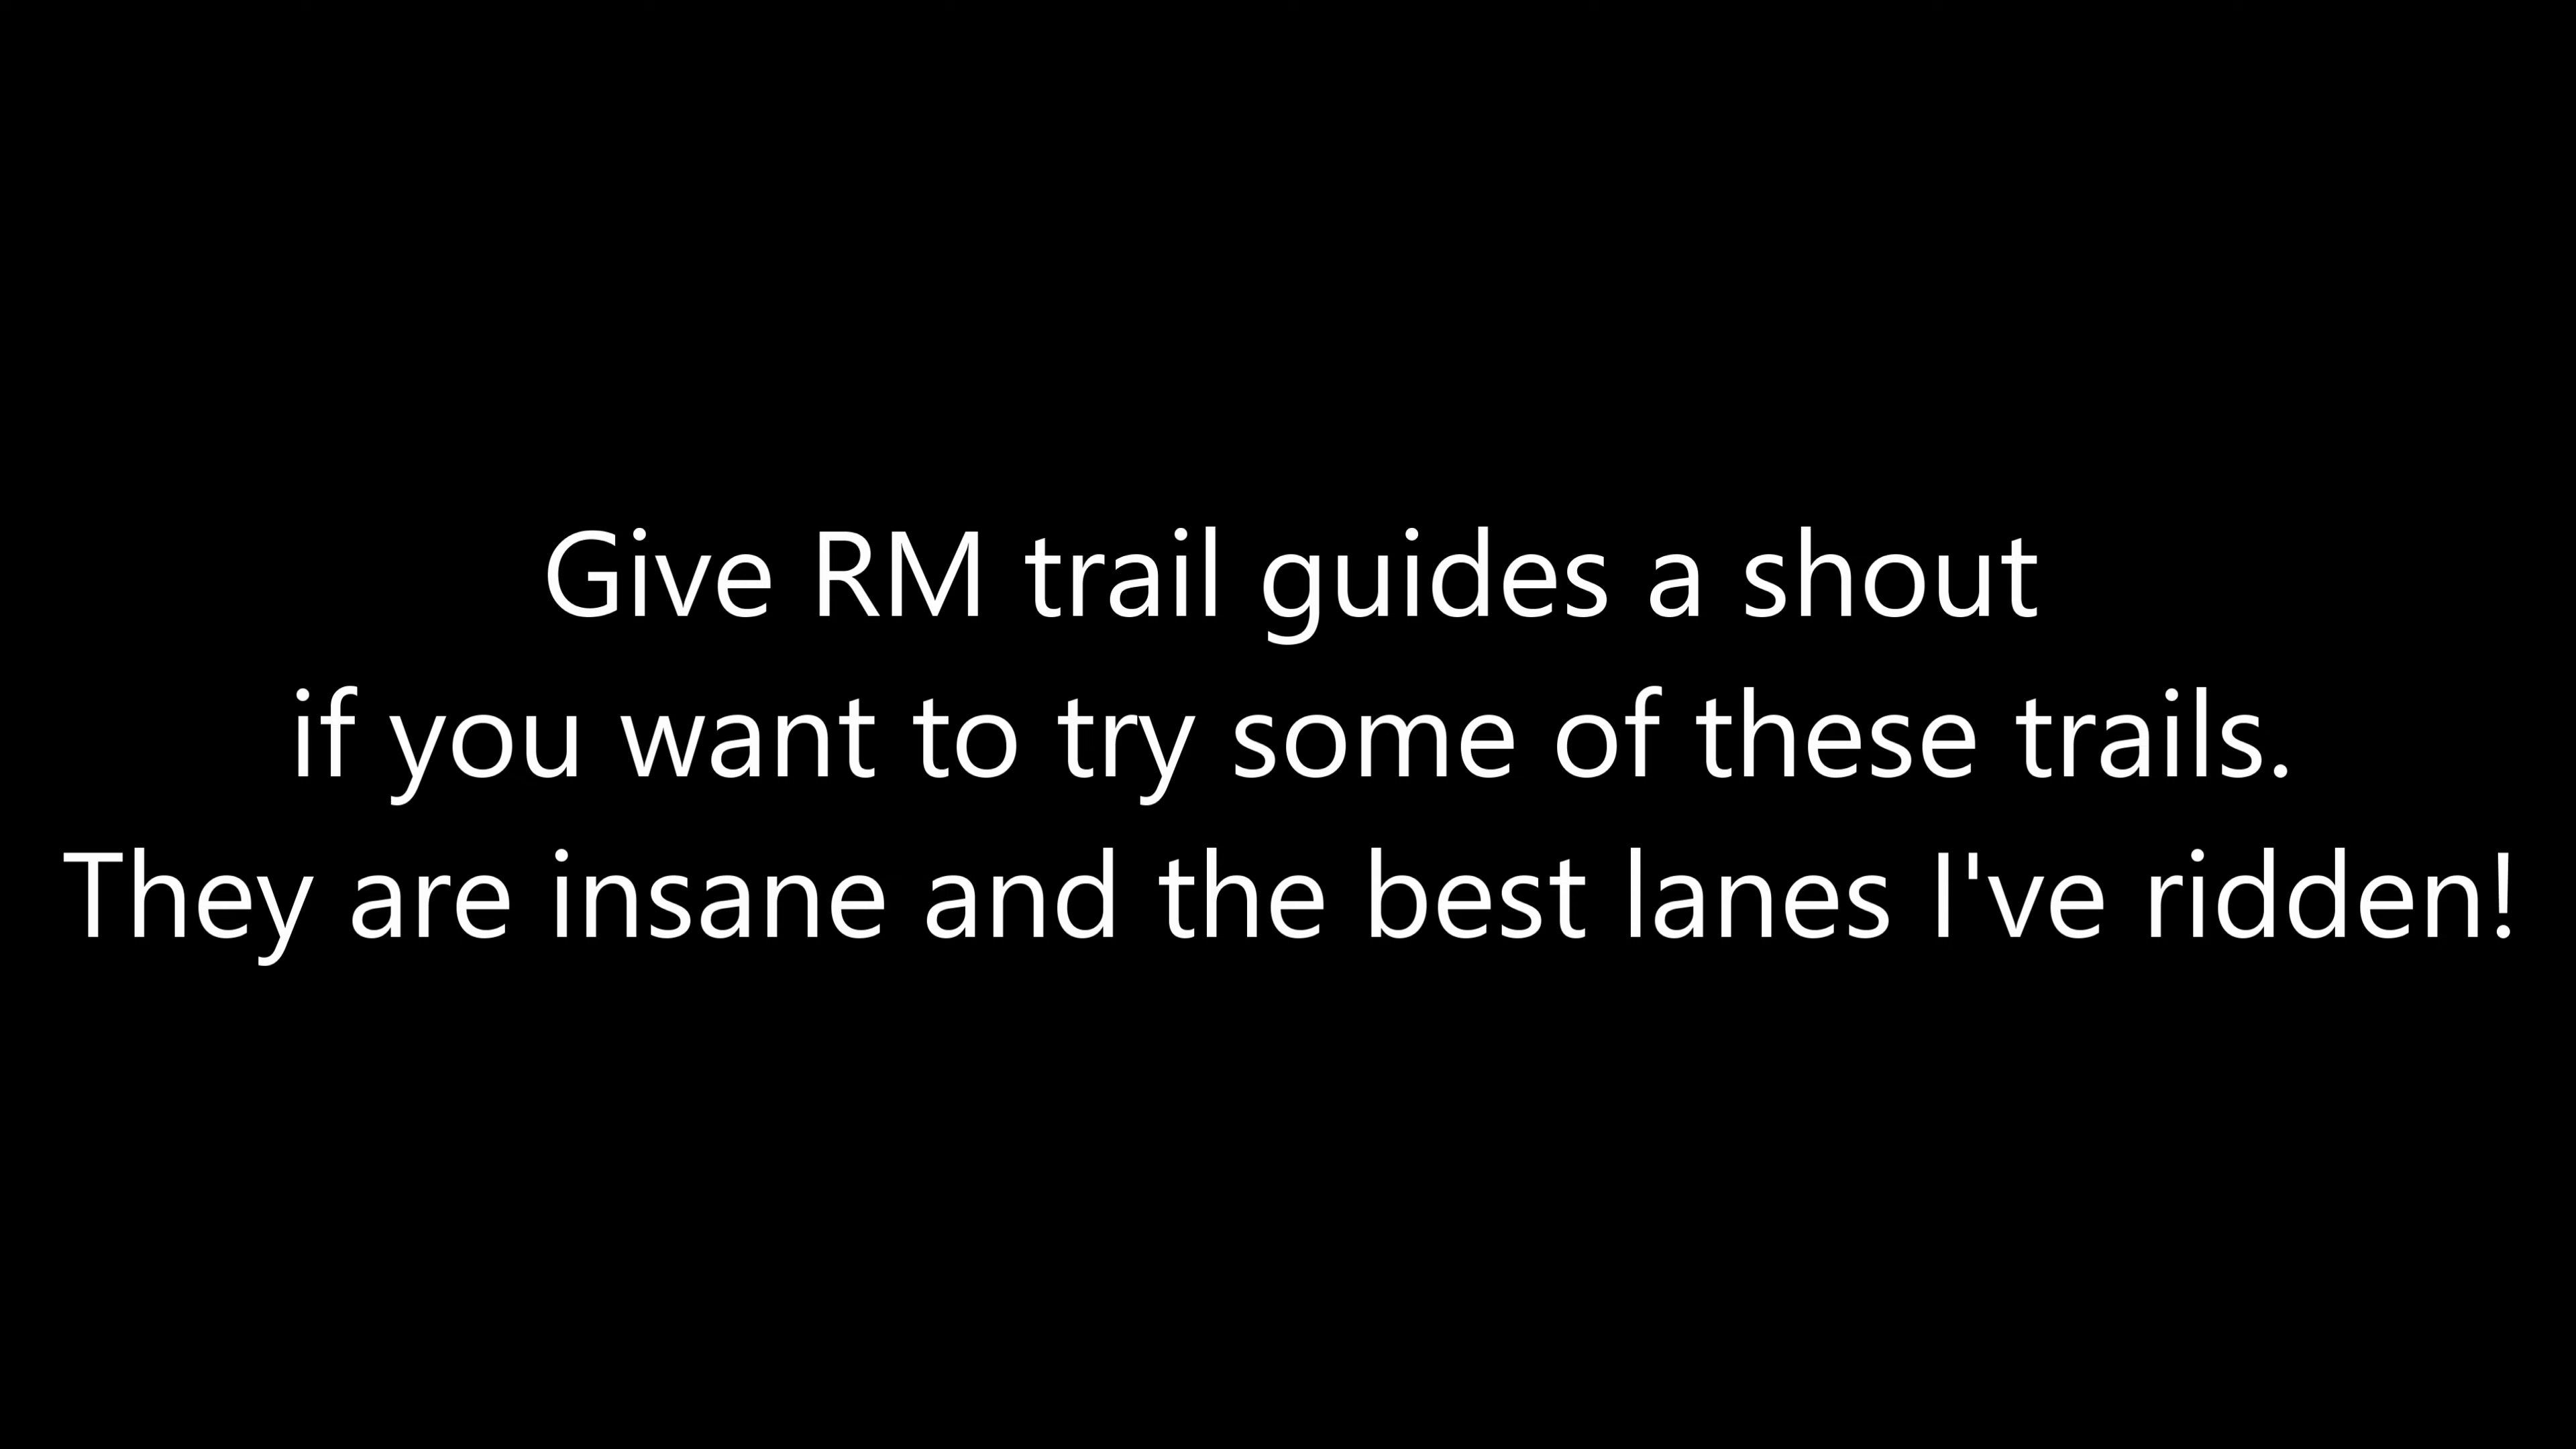 Give RM trail guides a shout
if you want to try some of these trails.
They are insane and the best lanes I've ridden!